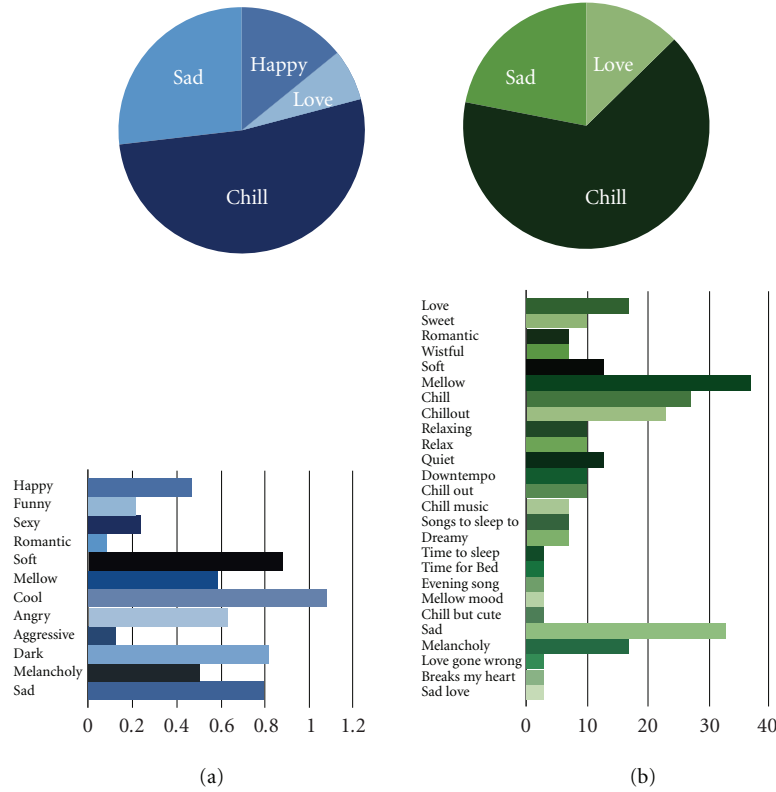 Sad
Happy
Love
Chill
Sad
Love
Chill
Happy
Funny
Sexy
Romantic
Soft
Mellow
Cool
Angry
Aggressive
Dark
Melancholy
Sad
0 0.2 0.4 0.6 0.8 1 1.2
(a)
Love
Sweet
Romantic
Wistful
Soft
Mellow
Chill
Chillout
Relaxing
Relax
Quiet
Downtempo
Chill out
Chill music
Songs to sleep to
Dreamy
Time to sleep
Time for Bed
Evening song
Mellow mood
Chill but cute
Sad
Melancholy
Love gone wrong
Breaks my heart
Sad love
0 10 20 30 40
(b)